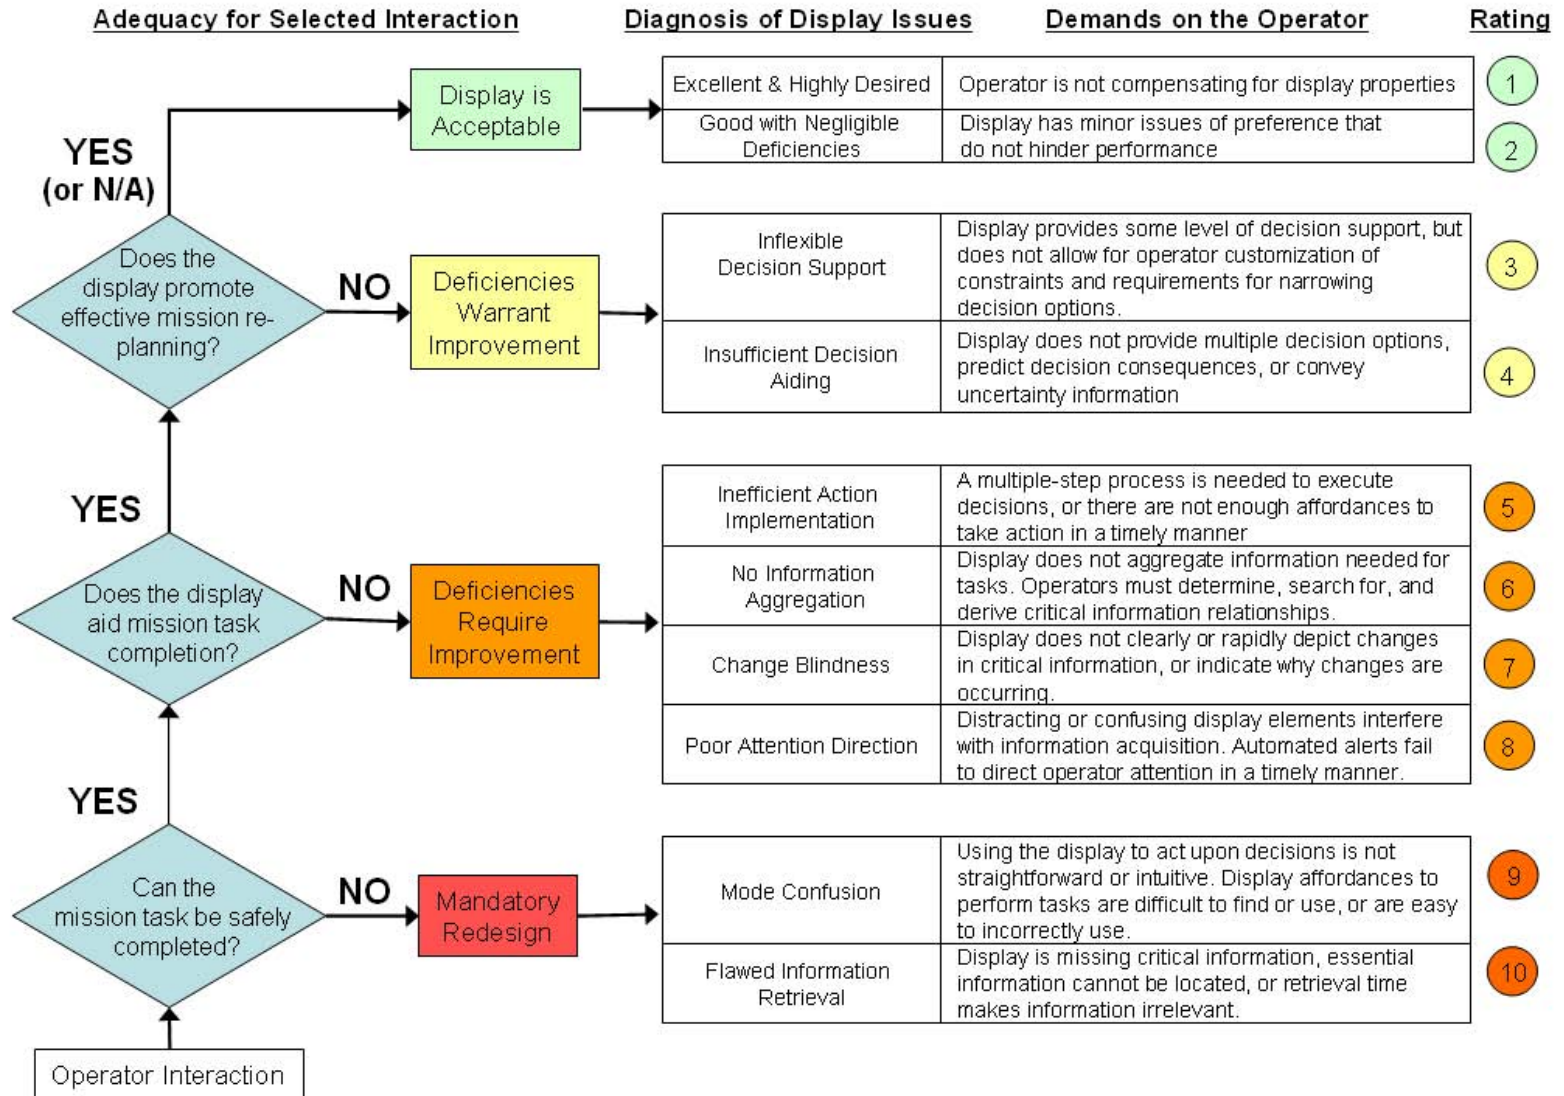 Adequacy for Selected Interaction
Diagnosis of Display Issues
Demands on the Operator
Rating
YES
(or N/A)
Display is
Acceptable
Excellent & Highly Desired
Operator is not compensating for display properties
1
Good with Negligible
Deficiencies
Display has minor issues of preference that
do not hinder performance
2
Does the
display promote
effective mission re-
planning?
NO
Deficiencies
Warrant
Improvement
Inflexible
Decision Support
Display provides some level of decision support, but
does not allow for operator customization of
constraints and requirements for narrowing
decision options.
3
Insufficient Decision
Aiding
Display does not provide multiple decision options,
predict decision consequences, or convey
uncertainty information
4
YES
Does the display
aid mission task
completion?
NO
Deficiencies
Require
Improvement
Inefficient Action
Implementation
A multiple-step process is needed to execute
decisions, or there are not enough affordances to
take action in a timely manner
5
No Information
Aggregation
Display does not aggregate information needed for
tasks. Operators must determine, search for, and
derive critical information relationships.
6
Change Blindness
Display does not clearly or rapidly depict changes
in critical information, or indicate why changes are
occurring.
7
Poor Attention Direction
Distracting or confusing display elements interfere
with information acquisition. Automated alerts fail
to direct operator attention in a timely manner.
8
YES
Can the
mission task be safely
completed?
NO
Mandatory
Redesign
Mode Confusion
Using the display to act upon decisions is not
straightforward or intuitive. Display affordances to
perform tasks are difficult to find or use, or are easy
to incorrectly use.
9
Flawed Information
Retrieval
Display is missing critical information, essential
information cannot be located, or retrieval time
makes information irrelevant.
10
Operator Interaction